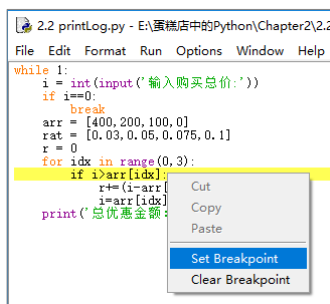 2.2 printLog.py - E:\蛋糕店中的Python\Chapter2\2.2
File Edit Format Run Options Window Help
while 1:
    i = int(input('输入购买总价:'))
    if i==0:
        break
    arr = [400,200,100,0]
    rat = [0.03,0.05,0.075,0.1]
    r = 0
    for idx in range(0,3):
        if i>arr[idx]:
            r+=(i-arr[
            i=arr[idx]
    print('总优惠金额:
Cut
Copy
Paste
Set Breakpoint
Clear Breakpoint